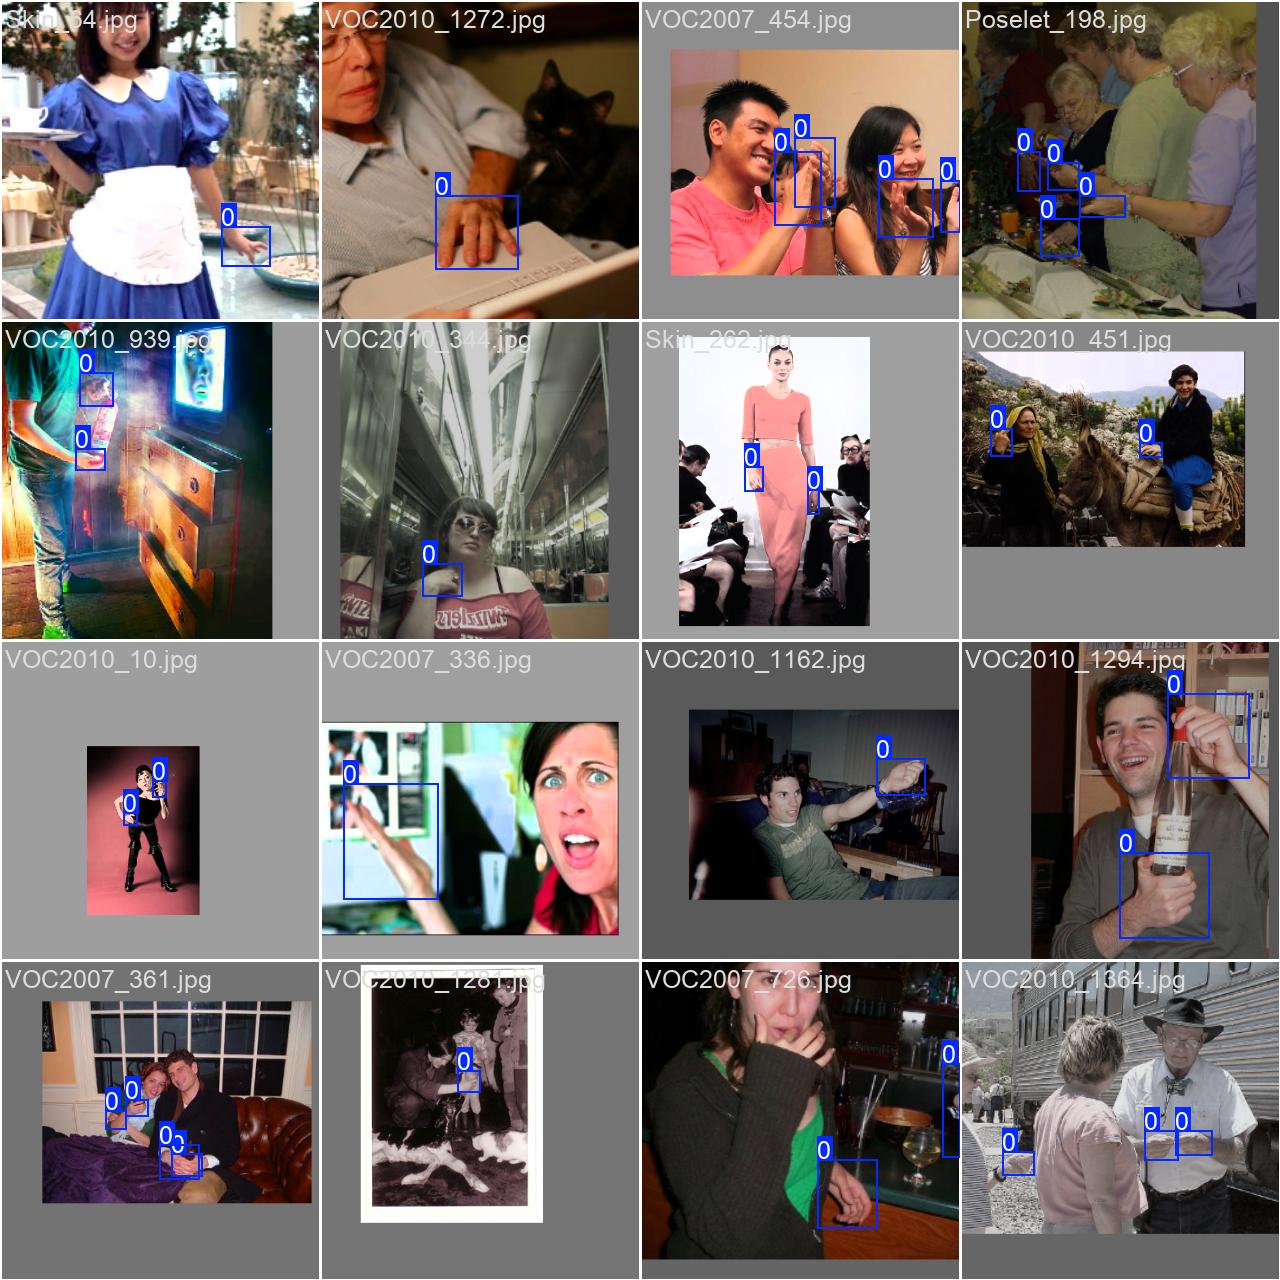 Skin_64.jpg
VOC2010_1272.jpg
VOC2007_454.jpg
Poselet_198.jpg
0
0
0
0
0
0
0
0
0
0
VOC2010_939.jpg
VOC2010_344.jpg
Skin_262.jpg
VOC2010_451.jpg
0
0
0
0
0
0
0
VOC2010_10.jpg
VOC2007_336.jpg
VOC2010_1162.jpg
VOC2010_1294.jpg
0
0
0
0
0
0
VOC2007_361.jpg
VOC2010_1281.jpg
VOC2007_726.jpg
VOC2010_1364.jpg
0
0
0
0
0
0
0
0
0
0